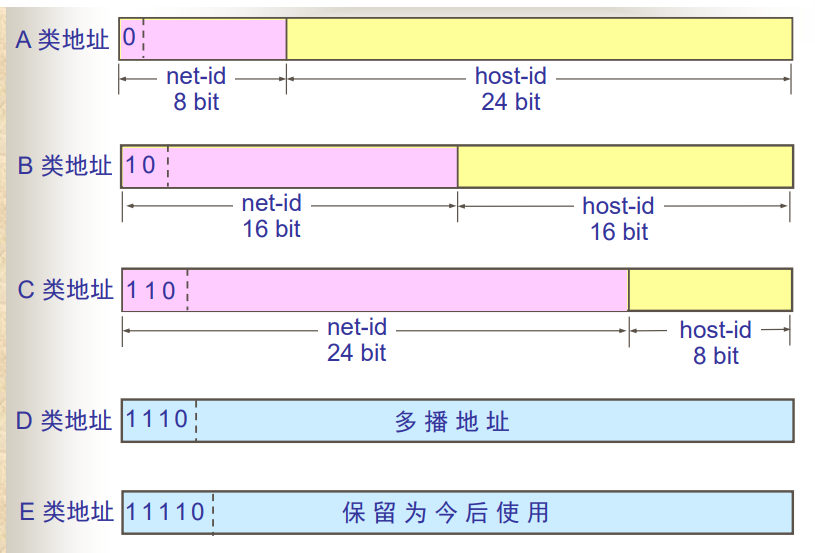 A 类地址 0
net-id host-id
8 bit 24 bit
B 类地址 10
net-id host-id
16 bit 16 bit
C 类地址 110
net-id host-id
24 bit 8 bit
D 类地址 1110 多播地址
E 类地址 11110 保留为今后使用